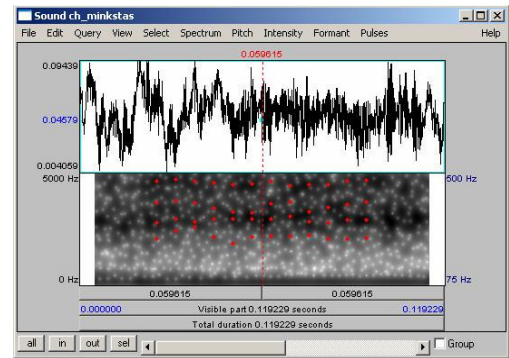 Sound ch_minkstas
File Edit Query View Select Spectrum Pitch Intensity Formant Pulses Help
0.059615
0.09439
0.04579
0.004059
5000 Hz 500 Hz
0 Hz 75 Hz
0.059615 0.059615
0.000000 Visible part 0.119229 seconds 0.119229
Total duration 0.119229 seconds
all in out sel Group